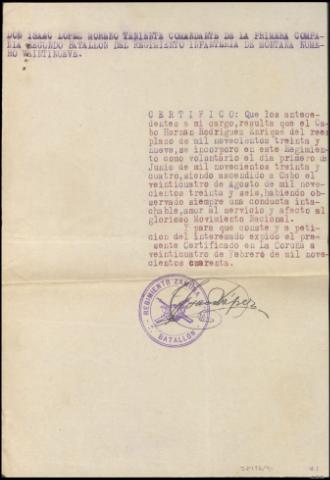 DON ISAAC LOPEZ MORENO TENIENTE COMANDANTE DE LA PRIMERA COMPA
ÑIA SEGUNDO BATALLON DEL REGIMIENTO INFANTERIA DE MONTAÑA NUME
RO VEINTINUEVE.
C E R T I F I C O: Que los antece-
dentes a mi cargo, resulta que el Ca-
bo Hernan Rodriguez Enrique del reem
plazo de mil novecientos treinta y
nueve, se incorporo en este Regimien-
to como voluntário el dia primero de
Junio de mil novecientos treinta y
cuatro, siendo ascendido a Cabo el
veinticuatro de Agosto de mil nove-
cientos treinta y seis, habiendo ob-
servado siempre una conducta inta-
chable, amor al servicio y afecto al
glorioso Movimiento Nacional.
Y para que conste y a peti-
cion del interesado expido el pre-
sente Certificado en La Coruña a
veinticuatro de Febrero de mil nove-
cientos cuarenta.
REGIMIENTO ZAMORA
BATALLON